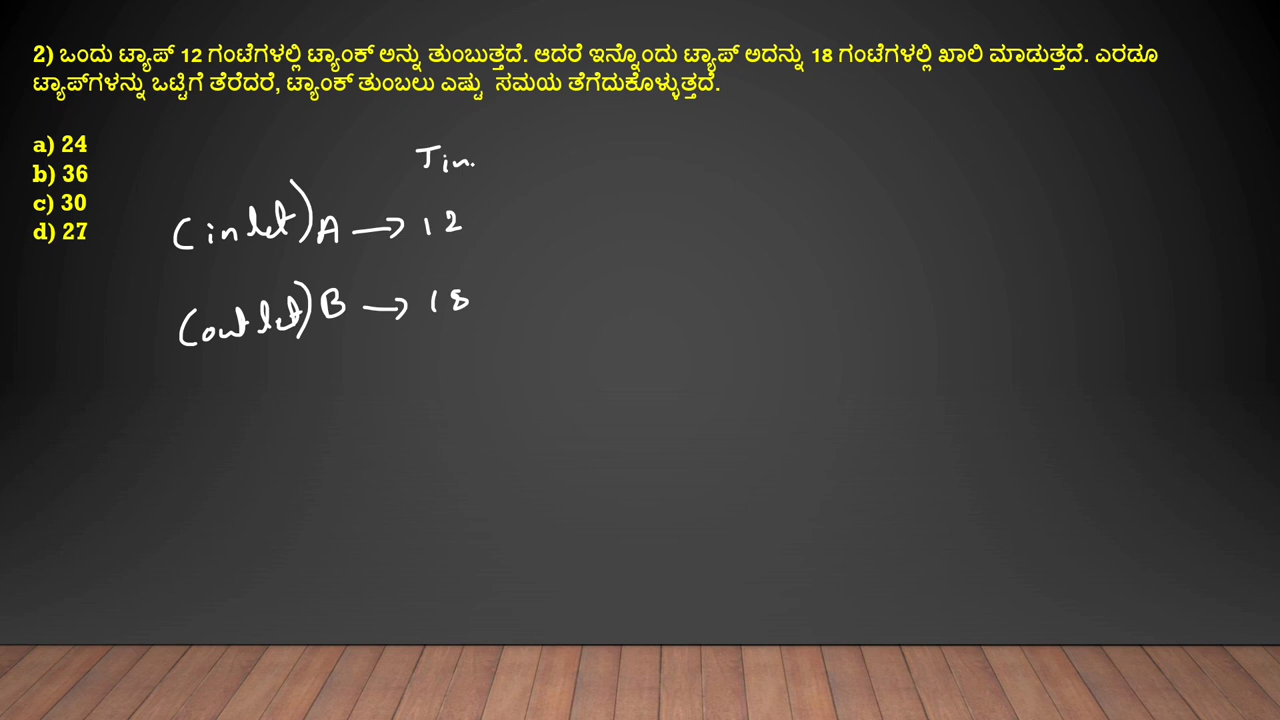 2) ಒಂದು ಟ್ಯಾಪ್ 12 ಗಂಟೆಗಳಲ್ಲಿ ಟ್ಯಾಂಕ್ ಅನ್ನು ತುಂಬುತ್ತದೆ. ಆದರೆ ಇನ್ನೊಂದು ಟ್ಯಾಪ್ ಅದನ್ನು 18 ಗಂಟೆಗಳಲ್ಲಿ ಖಾಲಿ ಮಾಡುತ್ತದೆ. ಎರಡೂ
ಟ್ಯಾಪ್‌ಗಳನ್ನು ಒಟ್ಟಿಗೆ ತೆರೆದರೆ, ಟ್ಯಾಂಕ್ ತುಂಬಲು ಎಷ್ಟು ಸಮಯ ತೆಗೆದುಕೊಳ್ಳುತ್ತದೆ.
a) 24
b) 36
c) 30
d) 27
Tin.
(inlet) A → 12
(outlet) B → 18